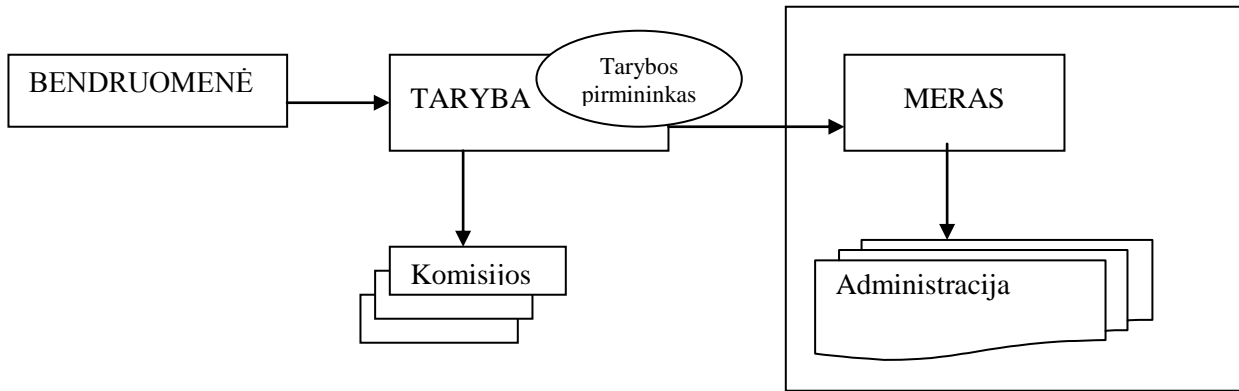 BENDRUOMENĖ
TARYBA
Tarybos
pirmininkas
MERAS
Komisijos
Administracija